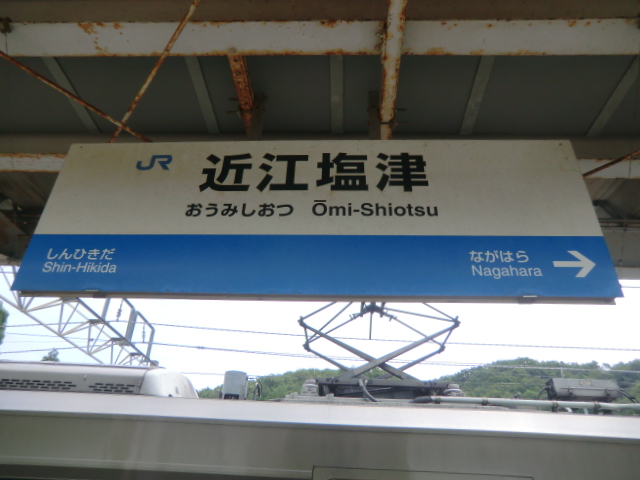 JR 近江塩津
おうみしおつ Ōmi-Shiotsu
しんひきだ
Shin-Hikida
ながはら
Nagahara